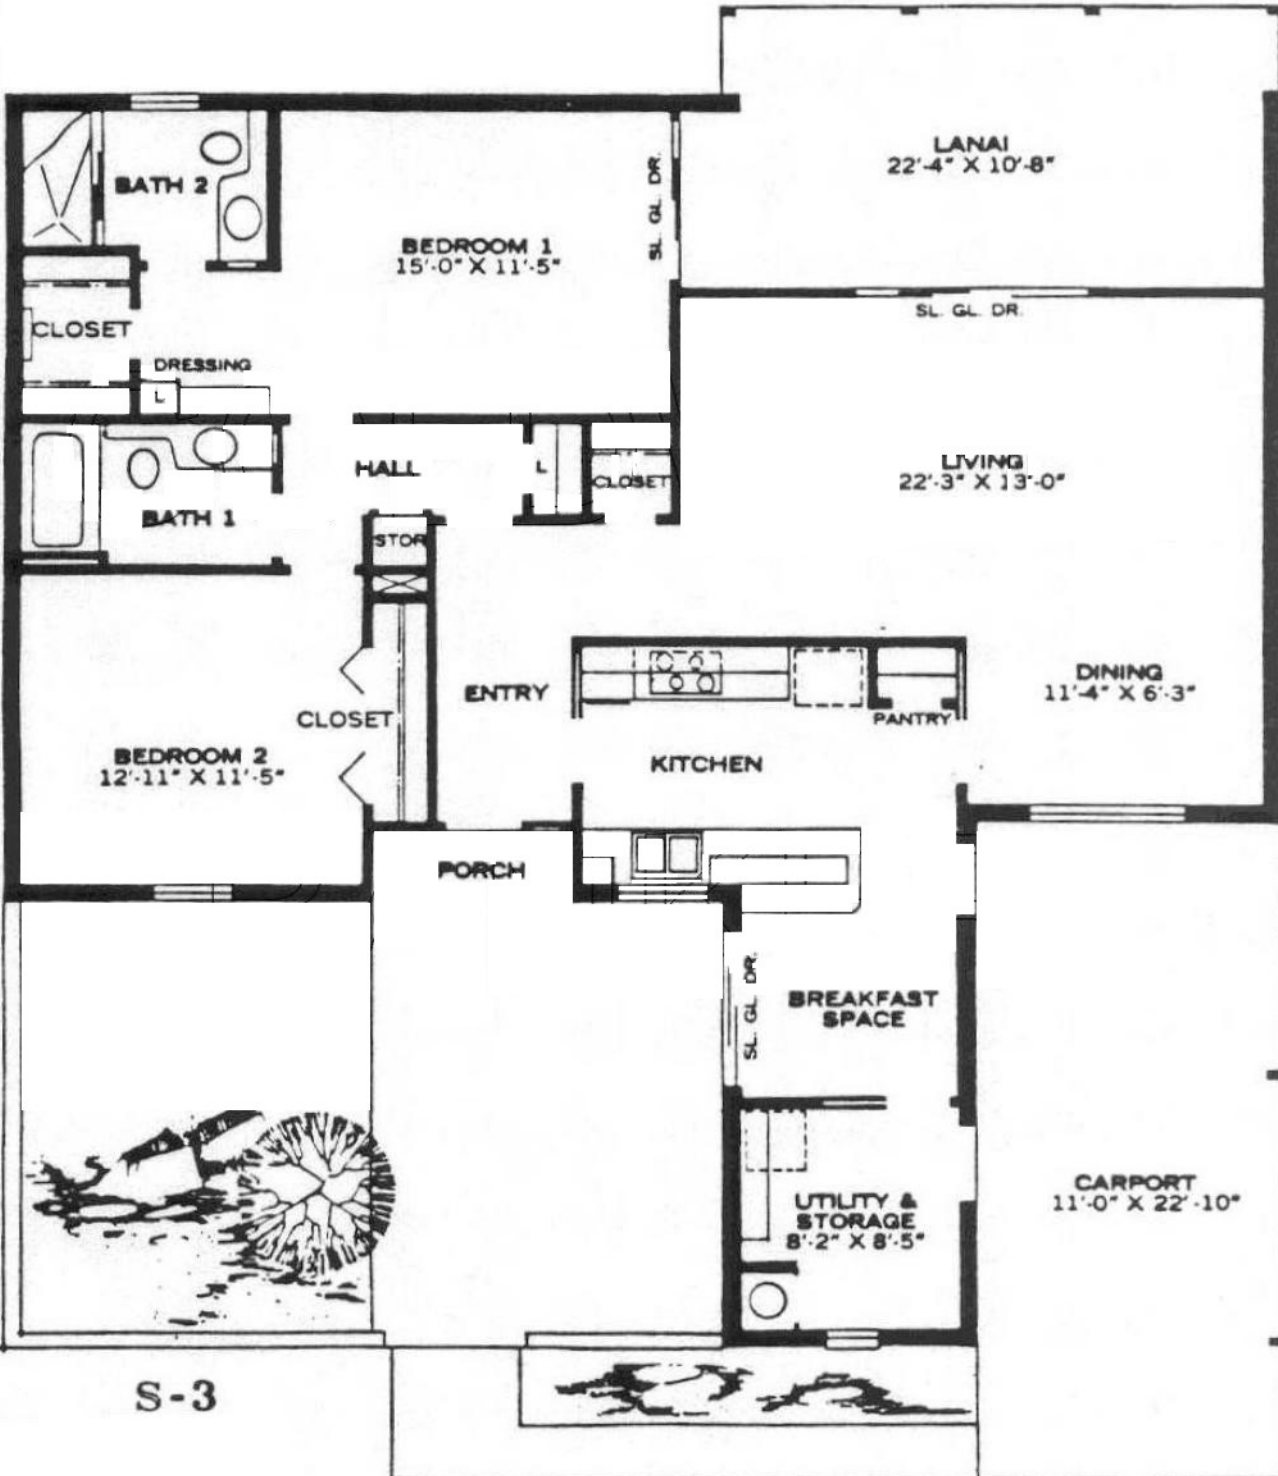 LANAI
22'-4" X 10'-8"
BATH 2
SL. GL. DR.
BEDROOM 1
15'-0" X 11'-5"
SL. GL. DR.
CLOSET
DRESSING
L
LIVING
22'-3" X 13'-0"
HALL
L
CLOSET
BATH 1
STOR
DINING
11'-4" X 6'-3"
ENTRY
CLOSET
PANTRY
BEDROOM 2
12'-11" X 11'-5"
KITCHEN
PORCH
SL. GL. DR.
BREAKFAST
SPACE
CARPORT
11'-0" X 22'-10"
UTILITY &
STORAGE
8'-2" X 8'-5"
S-3